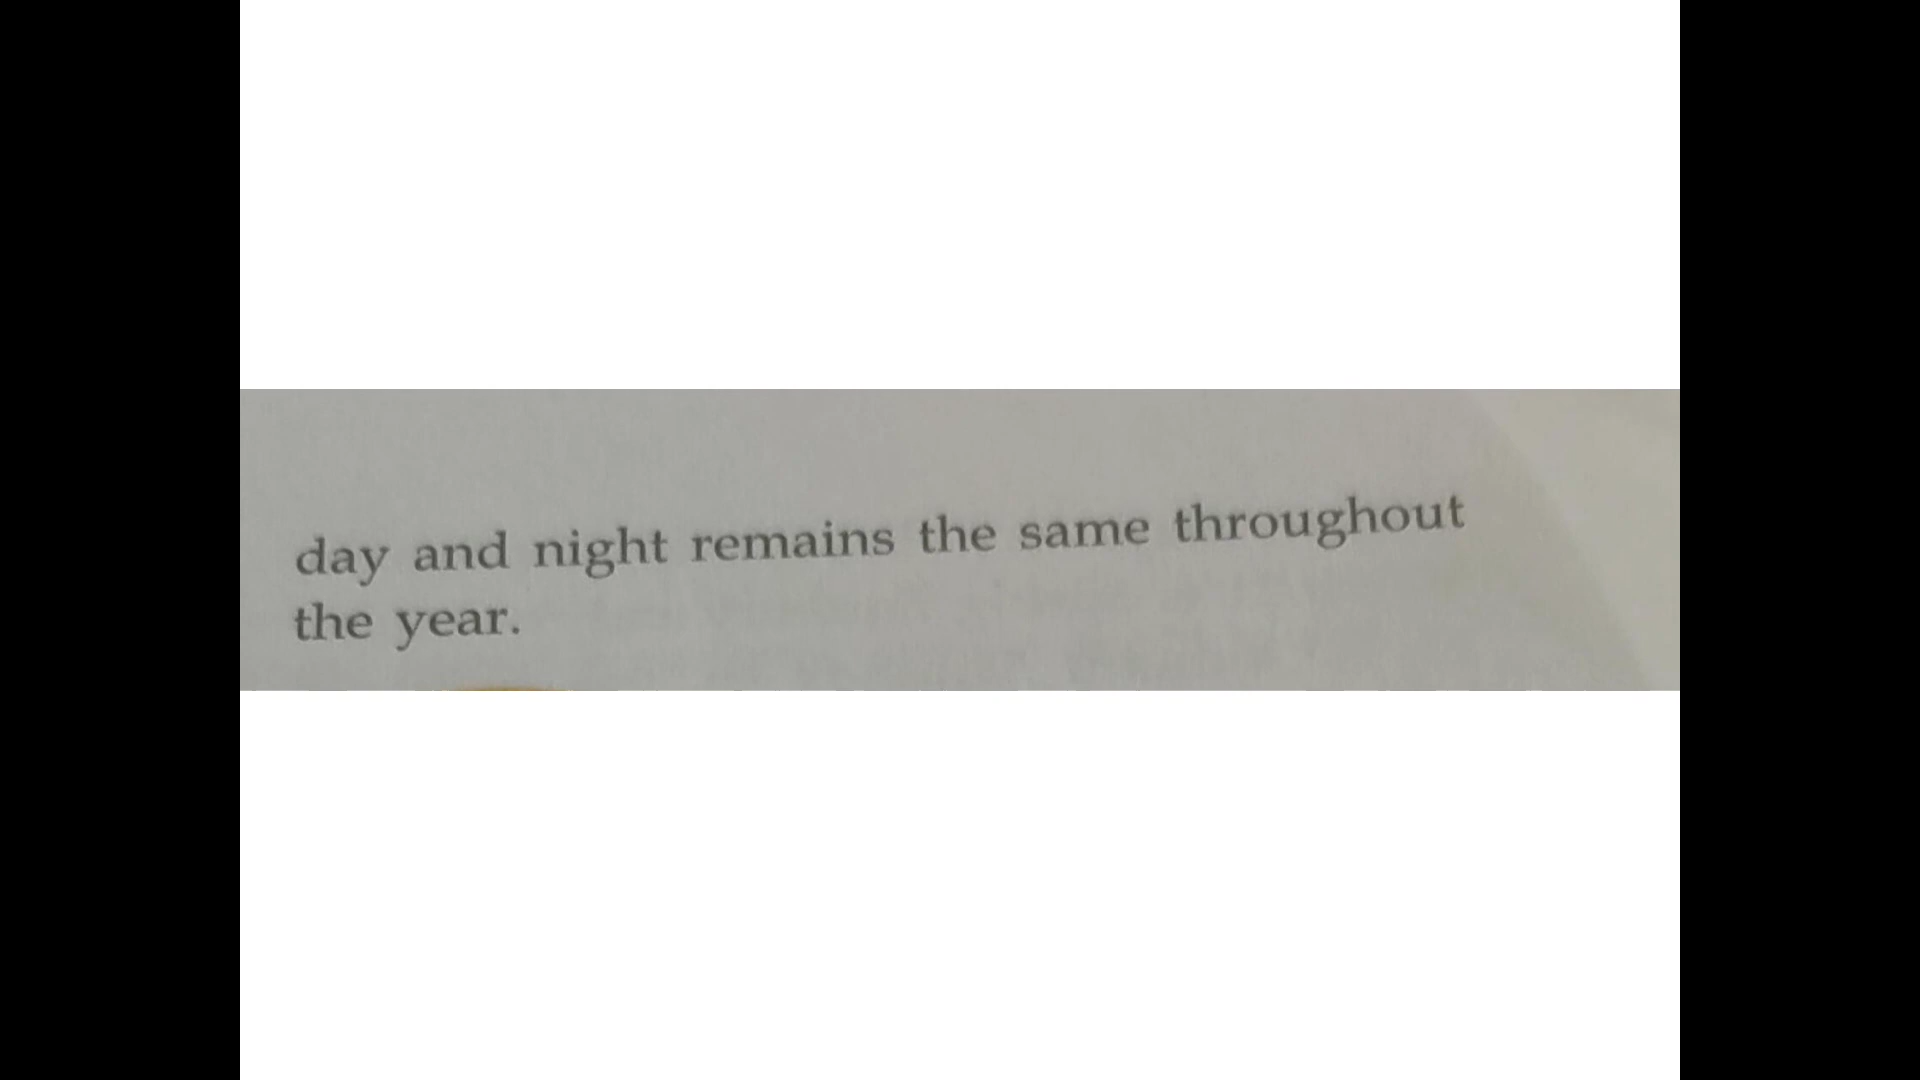 day and night remains the same throughout
the year.